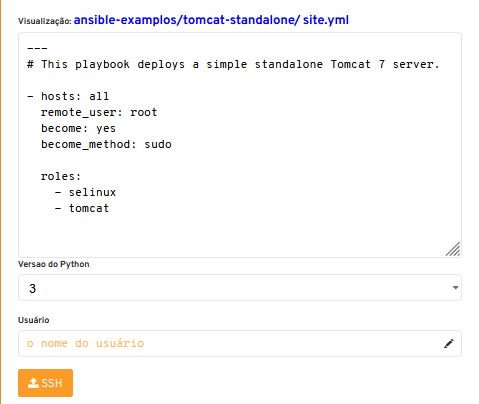 Visualização: ansible-examplos/tomcat-standalone/ site.yml
---
# This playbook deploys a simple standalone Tomcat 7 server.
- hosts: all
remote_user: root
become: yes
become_method: sudo
roles:
- selinux
- tomcat
Versao do Python
3
Usuário
o nome do usuário
SSH